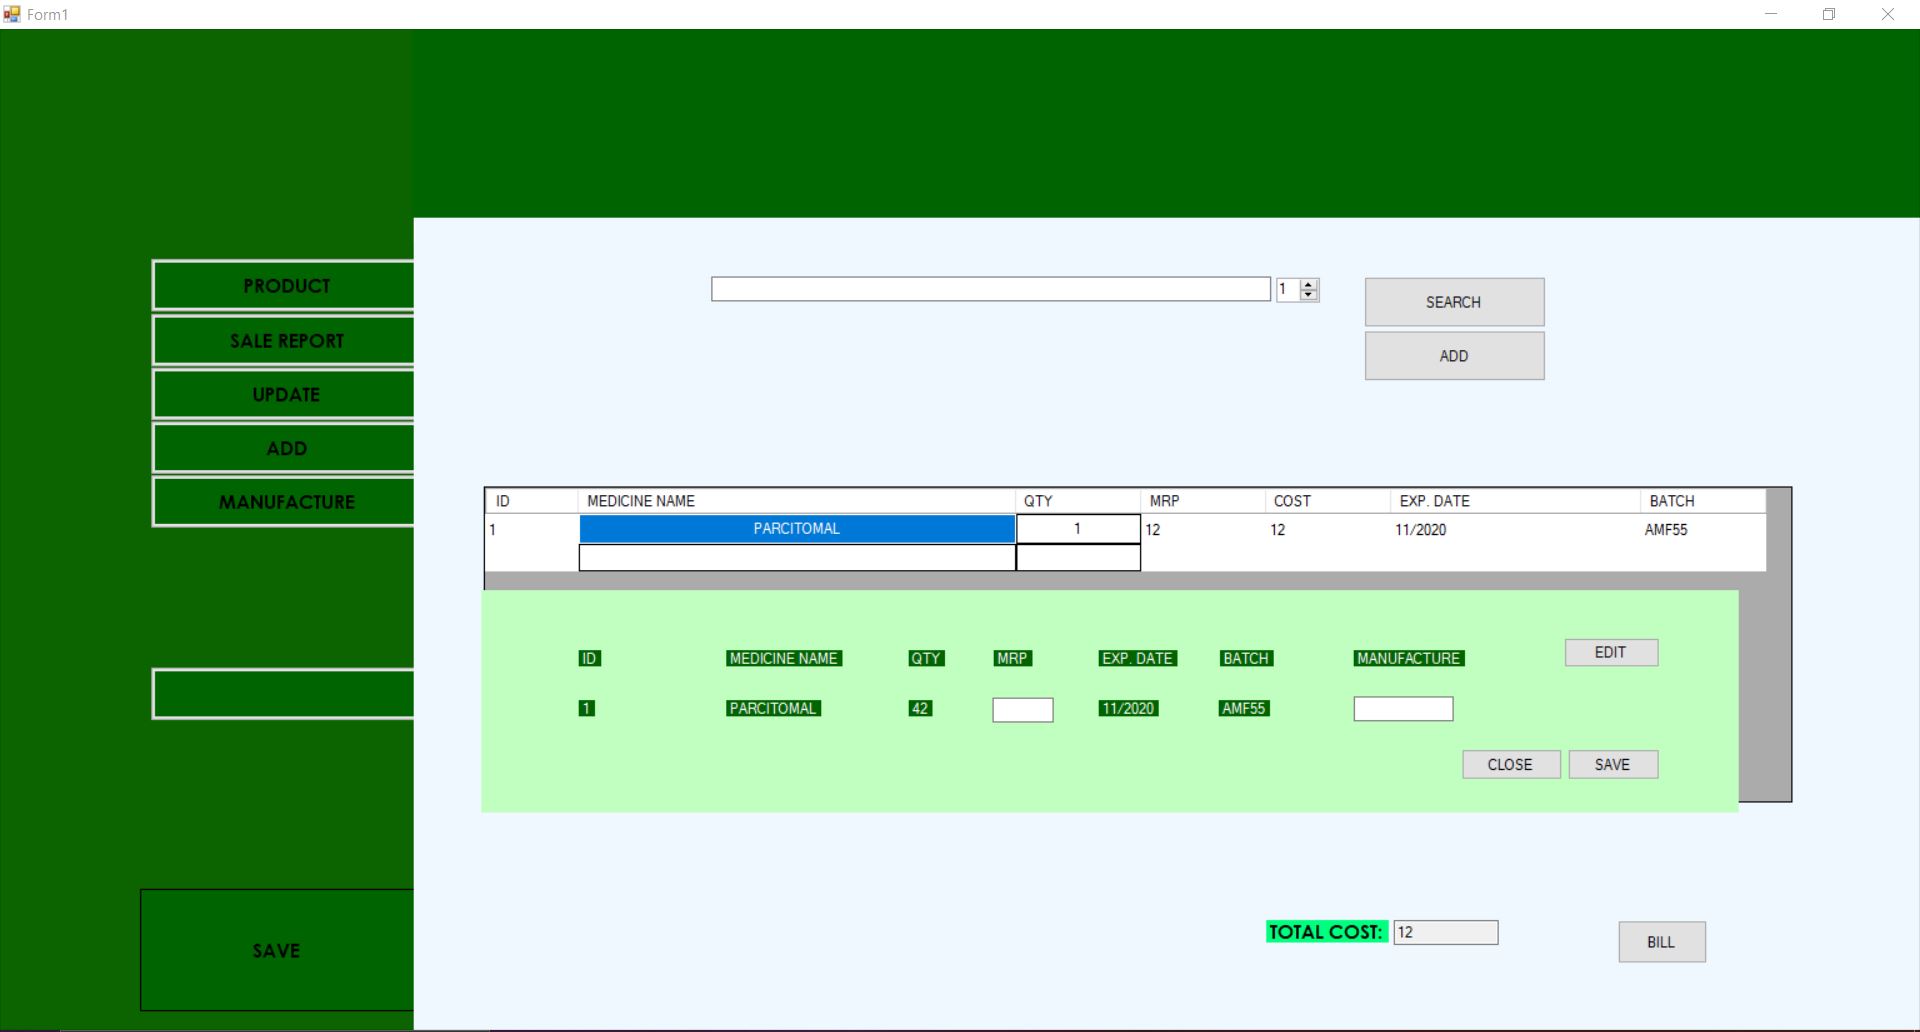 Form1
PRODUCT
SALE REPORT
UPDATE
ADD
MANUFACTURE
SAVE
1
SEARCH
ADD
ID MEDICINE NAME QTY MRP COST EXP. DATE BATCH
1 PARCITOMAL 1 12 12 11/2020 AMF55
ID MEDICINE NAME QTY MRP EXP. DATE BATCH MANUFACTURE EDIT
1 PARCITOMAL 42 11/2020 AMF55
CLOSE SAVE
TOTAL COST: 12
BILL